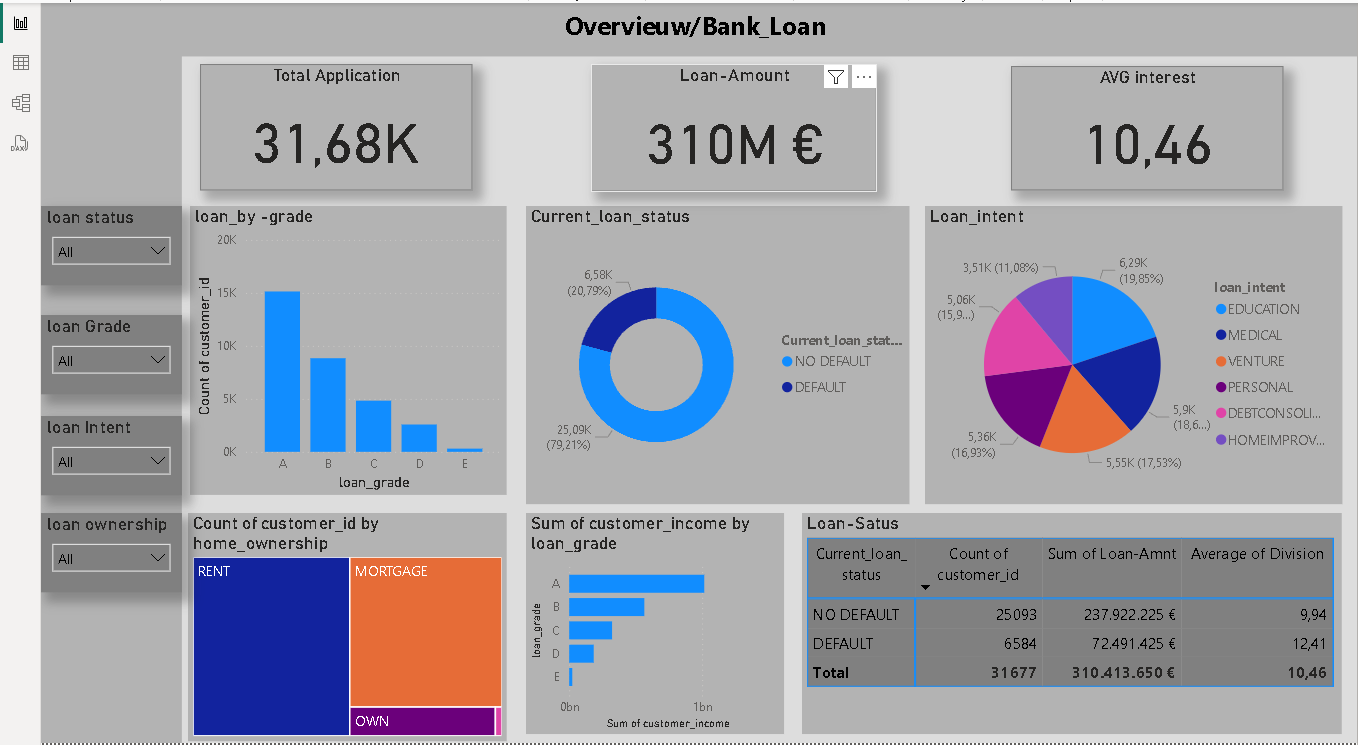 Overvieuw/Bank_Loan
Total Application
31,68K
Loan-Amount
310M €
AVG interest
10,46
loan status
All
loan Grade
All
loan Intent
All
loan ownership
All
loan_by -grade
Count of customer_id
20K
15K
10K
5K
0K
A
B
C
D
E
loan_grade
Current_loan_status
6,58K
(20,79%)
25,09K
(79,21%)
Current_loan_stat...
NO DEFAULT
DEFAULT
Loan_intent
3,51K (11,08%)
6,29K
(19,85%)
5,06K
(15,9...)
5,9K
(18,6...)
5,36K
(16,93%)
5,55K (17,53%)
loan_intent
EDUCATION
MEDICAL
VENTURE
PERSONAL
DEBTCONSOLI...
HOMEIMPROV...
Count of customer_id by
home_ownership
RENT
MORTGAGE
OWN
Sum of customer_income by
loan_grade
loan_grade
A
B
C
D
E
0bn
1bn
Sum of customer_income
Loan-Satus
Current_loan_
status
Count of
customer_id
Sum of Loan-Amnt
Average of Division
NO DEFAULT 25093 237.922.225 € 9,94
DEFAULT 6584 72.491.425 € 12,41
Total 31677 310.413.650 € 10,46